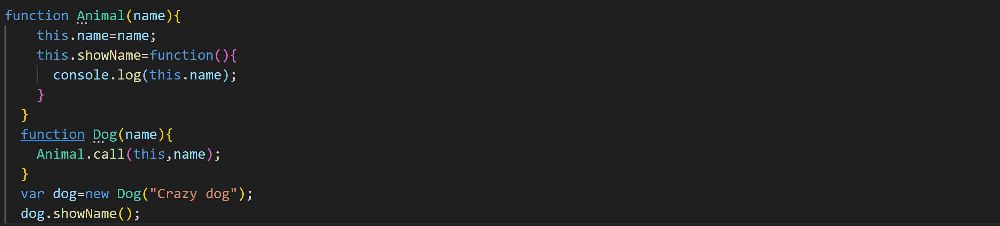 function Animal(name){
    this.name=name;
    this.showName=function(){
      console.log(this.name);
    }
  }
  function Dog(name){
    Animal.call(this,name);
  }
  var dog=new Dog("Crazy dog");
  dog.showName();